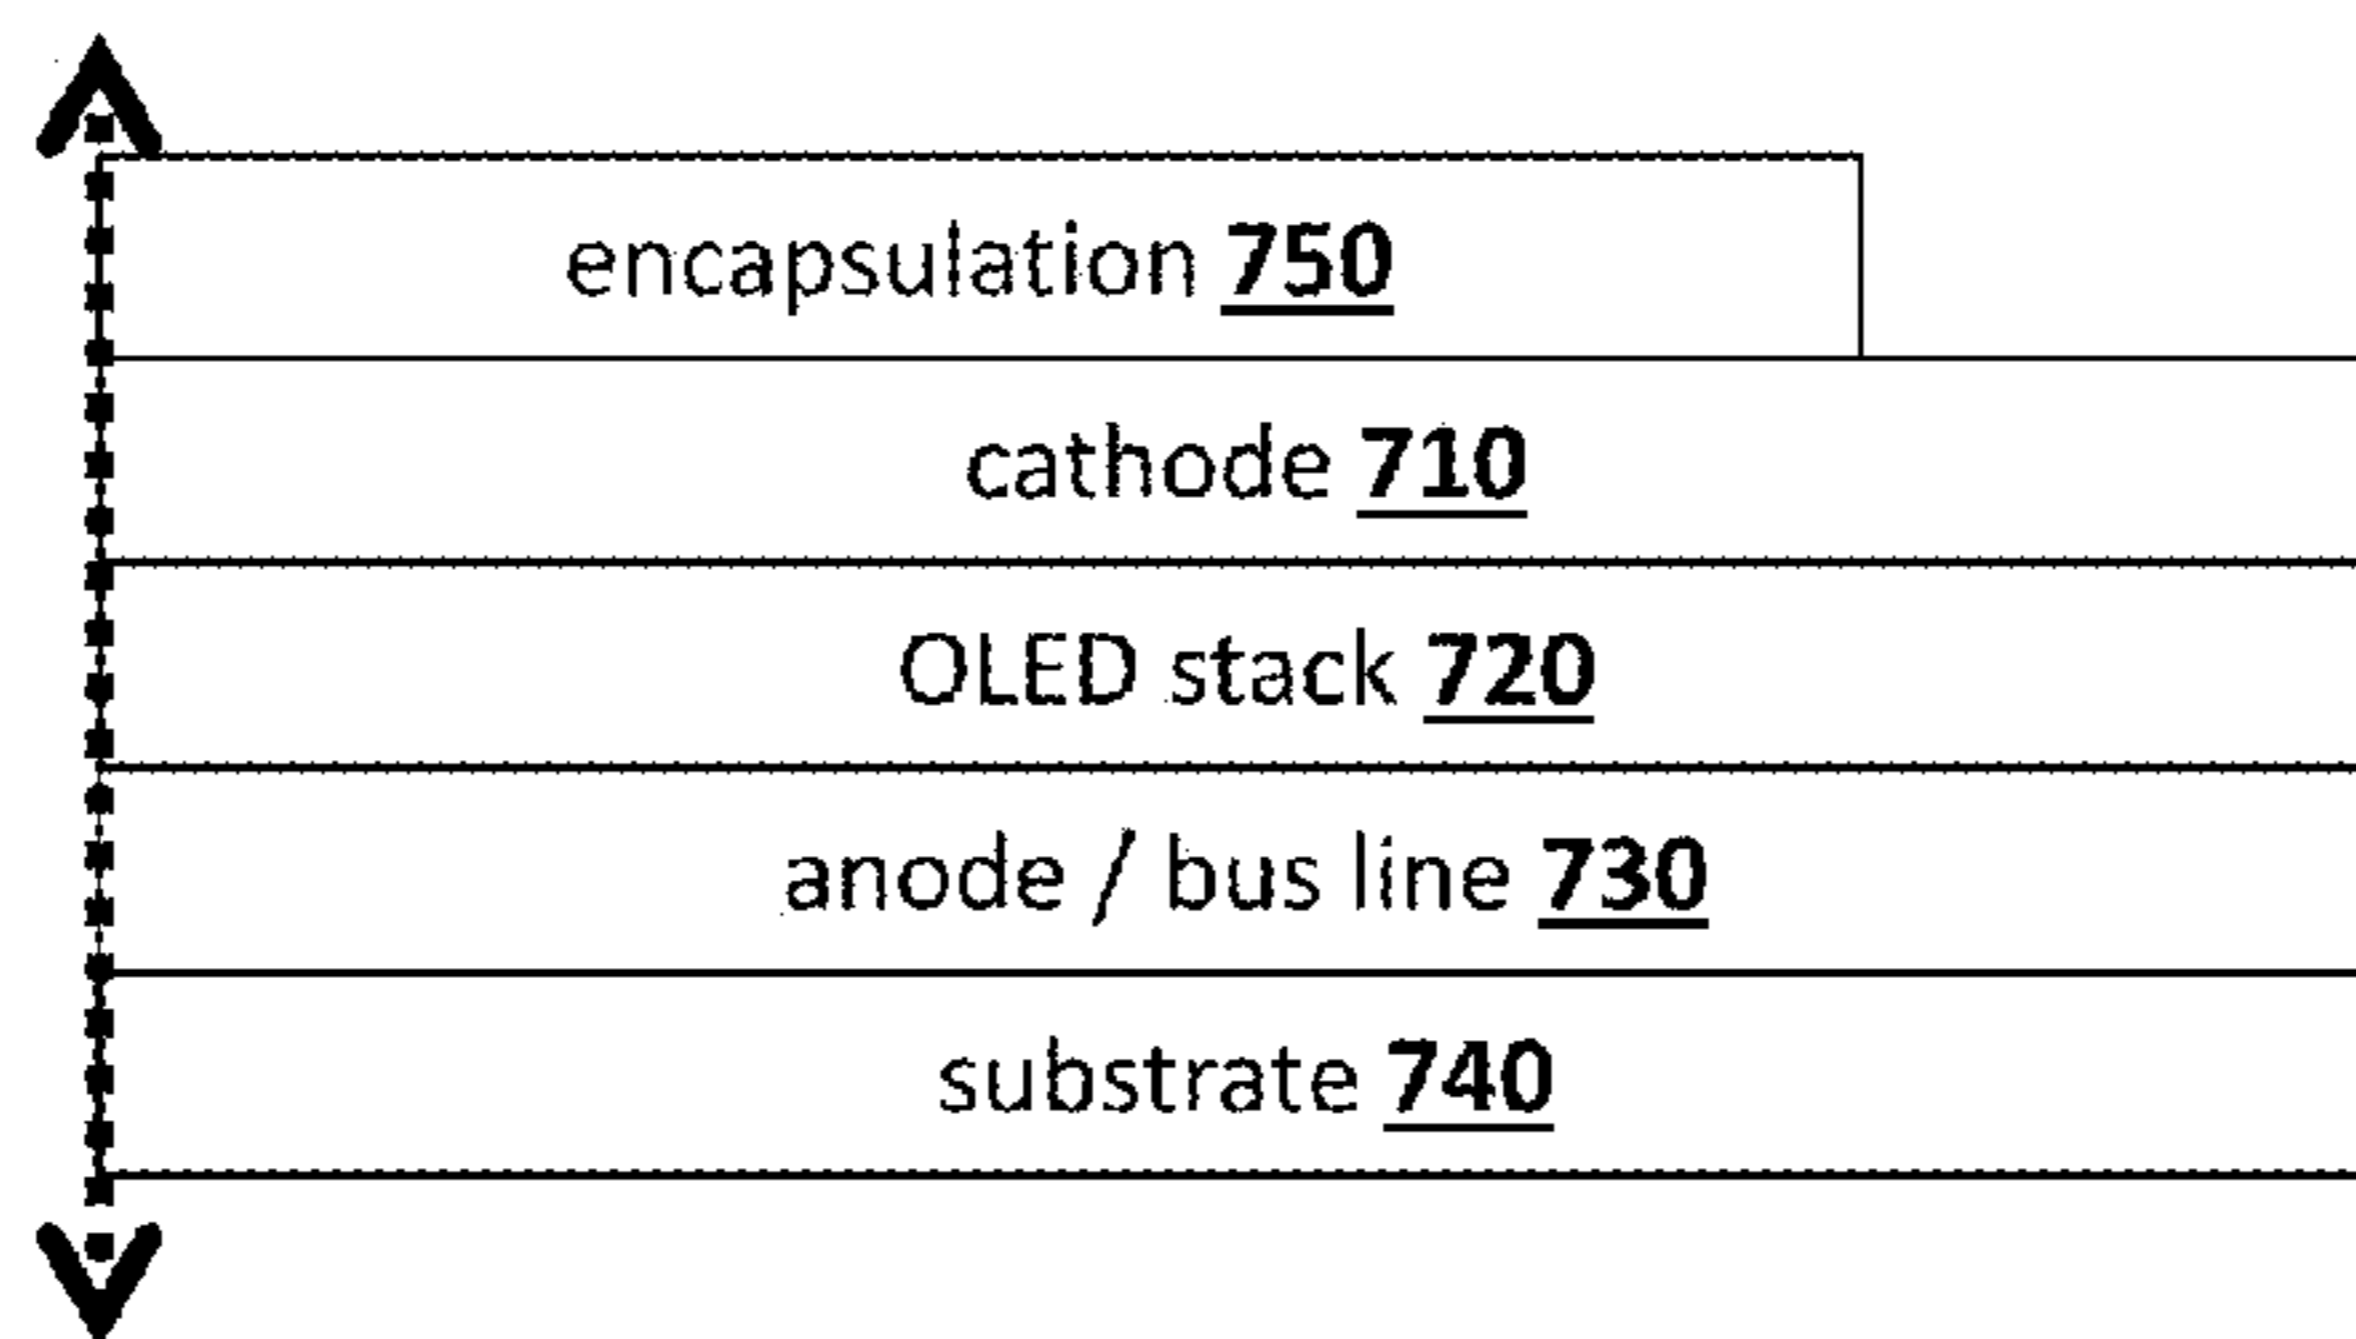 encapsulation 750
cathode 710
OLED stack 720
anode / bus line 730
substrate 740